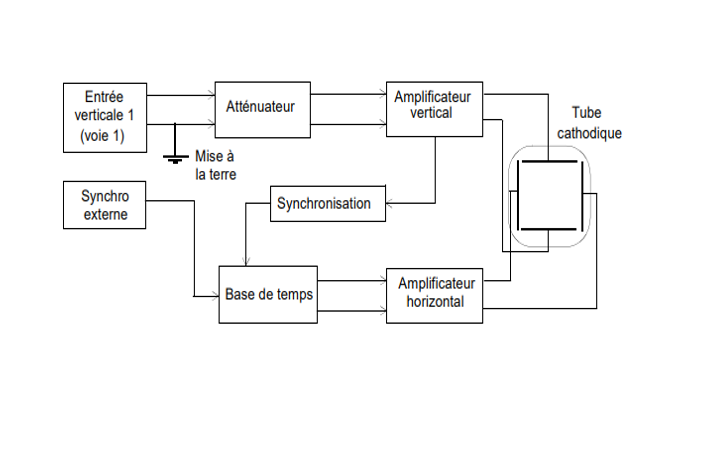 Entrée
verticale 1
(voie 1)
Atténuateur
Amplificateur
vertical
Tube
cathodique
Mise à
la terre
Synchro
externe
Synchronisation
Base de temps
Amplificateur
horizontal